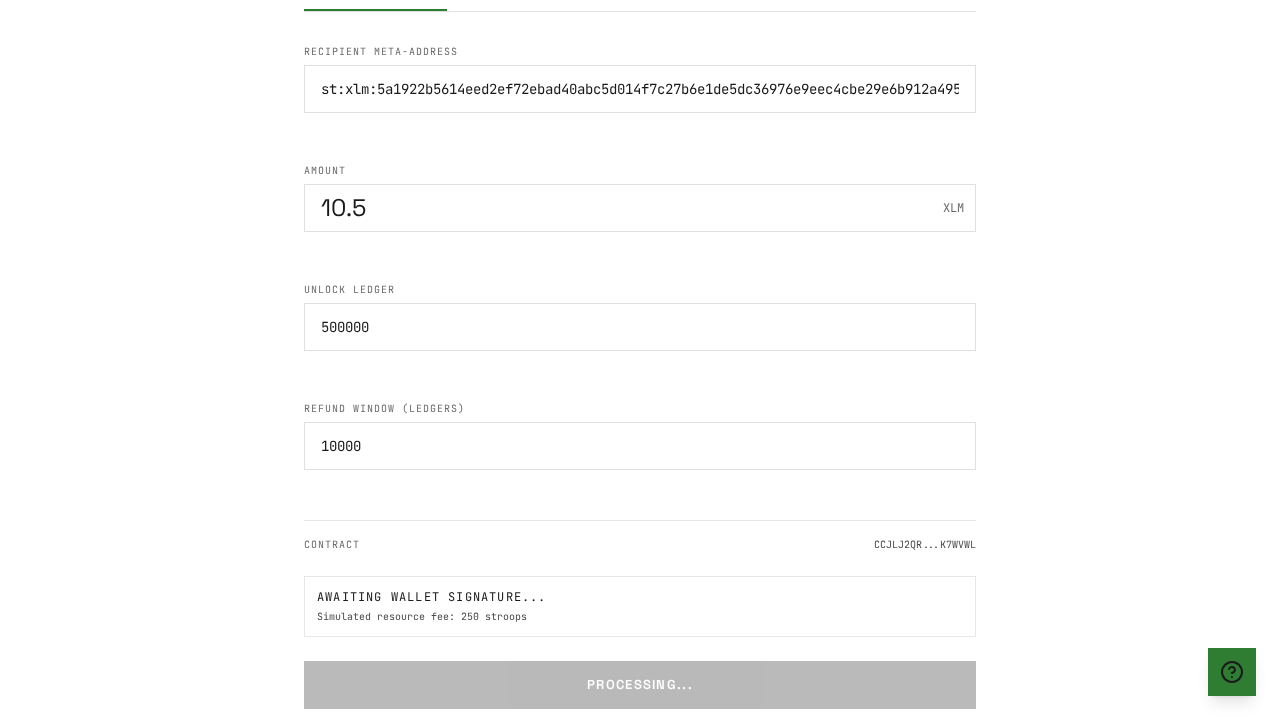 RECIPIENT META-ADDRESS
st:xlm:5a1922b5614eed2ef72ebad40abc5d014f7c27b6e1de5dc36976e9eec4cbe29e6b912a495
AMOUNT
10.5
XLM
UNLOCK LEDGER
500000
REFUND WINDOW (LEDGERS)
10000
CONTRACT
CCJLJ2QR...K7WVWL
AWAITING WALLET SIGNATURE...
Simulated resource fee: 250 stroops
PROCESSING...